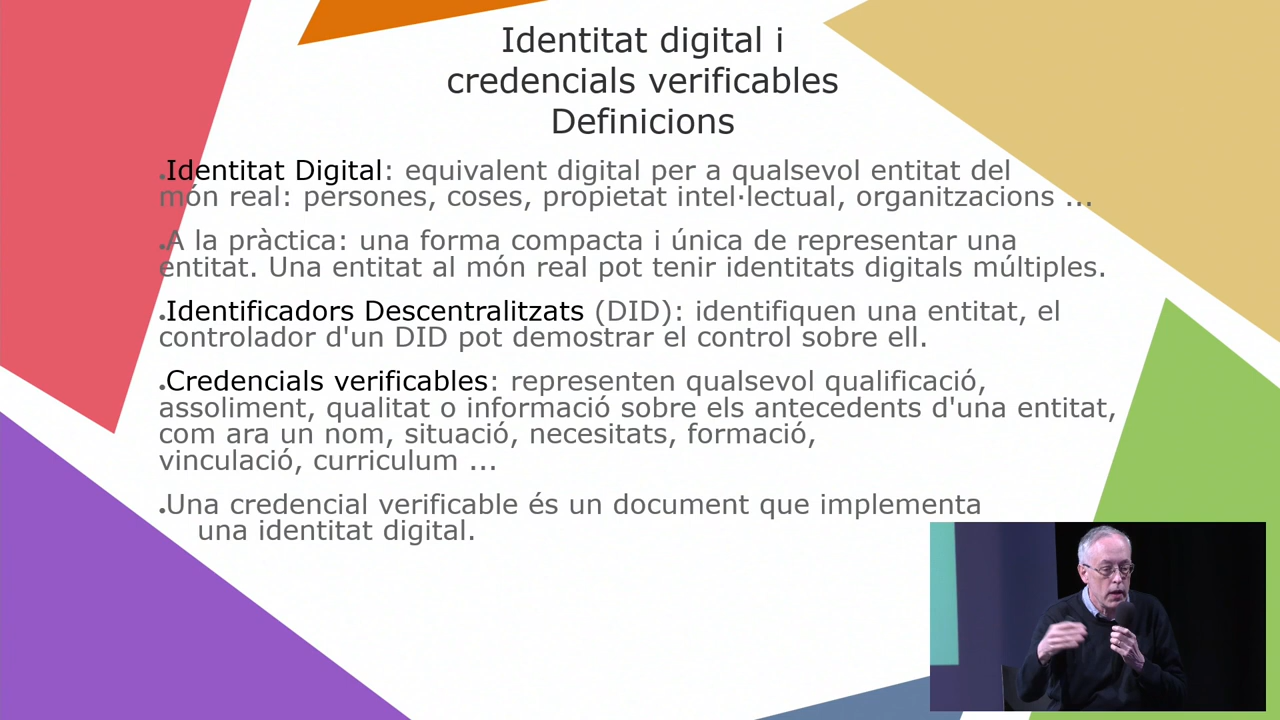 Identitat digital i
credencials verificables
Definicions
•Identitat Digital: equivalent digital per a qualsevol entitat del
món real: persones, coses, propietat intel·lectual, organitzacions ...
•A la pràctica: una forma compacta i única de representar una
entitat. Una entitat al món real pot tenir identitats digitals múltiples.
•Identificadors Descentralitzats (DID): identifiquen una entitat, el
controlador d'un DID pot demostrar el control sobre ell.
•Credencials verificables: representen qualsevol qualificació,
assoliment, qualitat o informació sobre els antecedents d'una entitat,
com ara un nom, situació, necesitats, formació,
vinculació, curriculum ...
•Una credencial verificable és un document que implementa
una identitat digital.